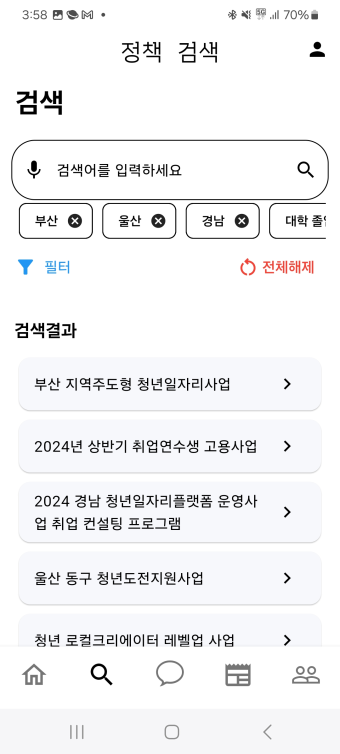 3:58
5G 70%
정책 검색
검색
검색어를 입력하세요
부산 울산 경남 대학 졸
필터 전체해제
검색결과
부산 지역주도형 청년일자리사업
2024년 상반기 취업연수생 고용사업
2024 경남 청년일자리플랫폼 운영사
업 취업 컨설팅 프로그램
울산 동구 청년도전지원사업
청년 로컬크리에이터 레벨업 사업